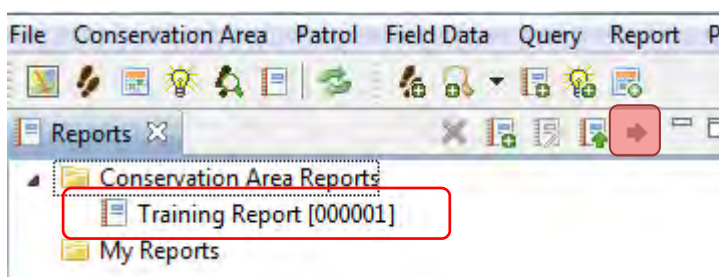 File Conservation Area Patrol Field Data Query Report P
Reports
Conservation Area Reports
Training Report [000001]
My Reports